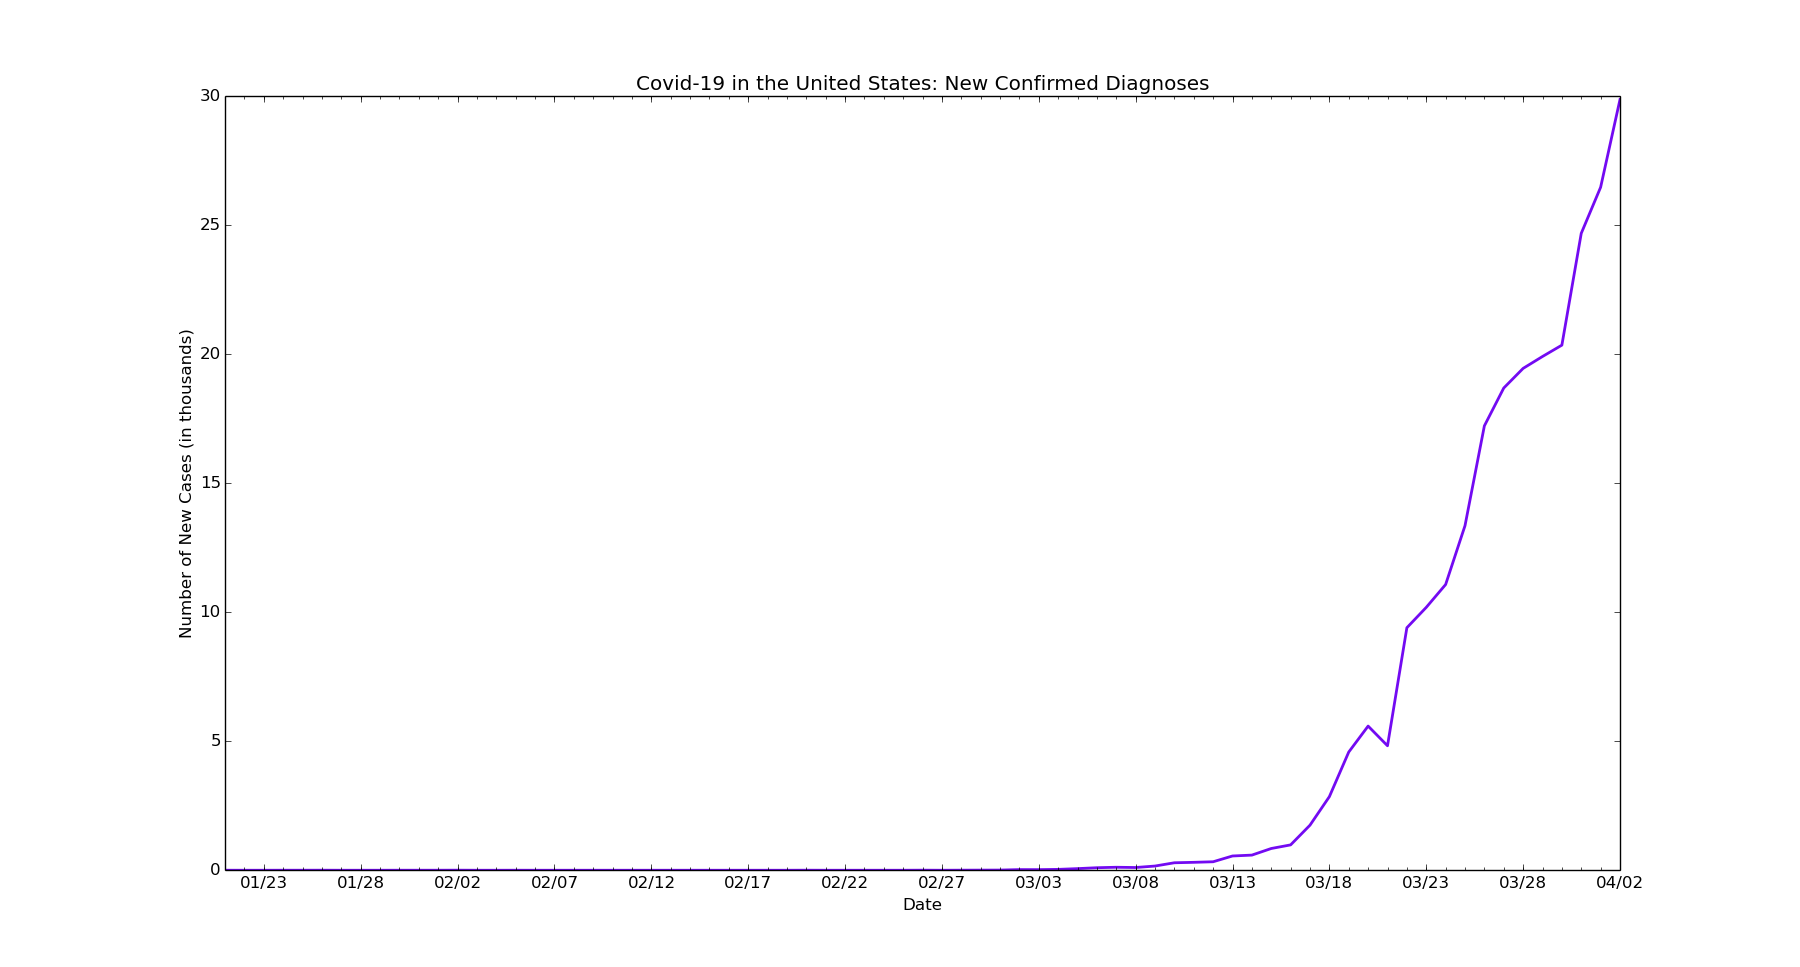 Covid-19 in the United States: New Confirmed Diagnoses
30
25
20
15
10
5
0
Number of New Cases (in thousands)
01/23 01/28 02/02 02/07 02/12 02/17 02/22 02/27 03/03 03/08 03/13 03/18 03/23 03/28 04/02
Date